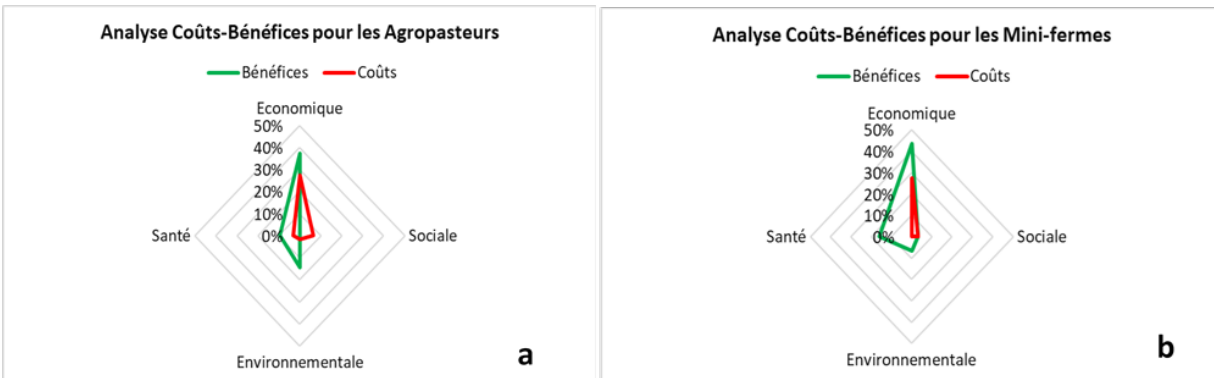 Analyse Coûts-Bénéfices pour les Agropasteurs
Bénéfices
Coûts
Economique
50%
40%
30%
20%
10%
0%
Santé
Sociale
Environnementale
a
Analyse Coûts-Bénéfices pour les Mini-fermes
Bénéfices
Coûts
Economique
50%
40%
30%
20%
10%
0%
Santé
Sociale
Environnementale
b